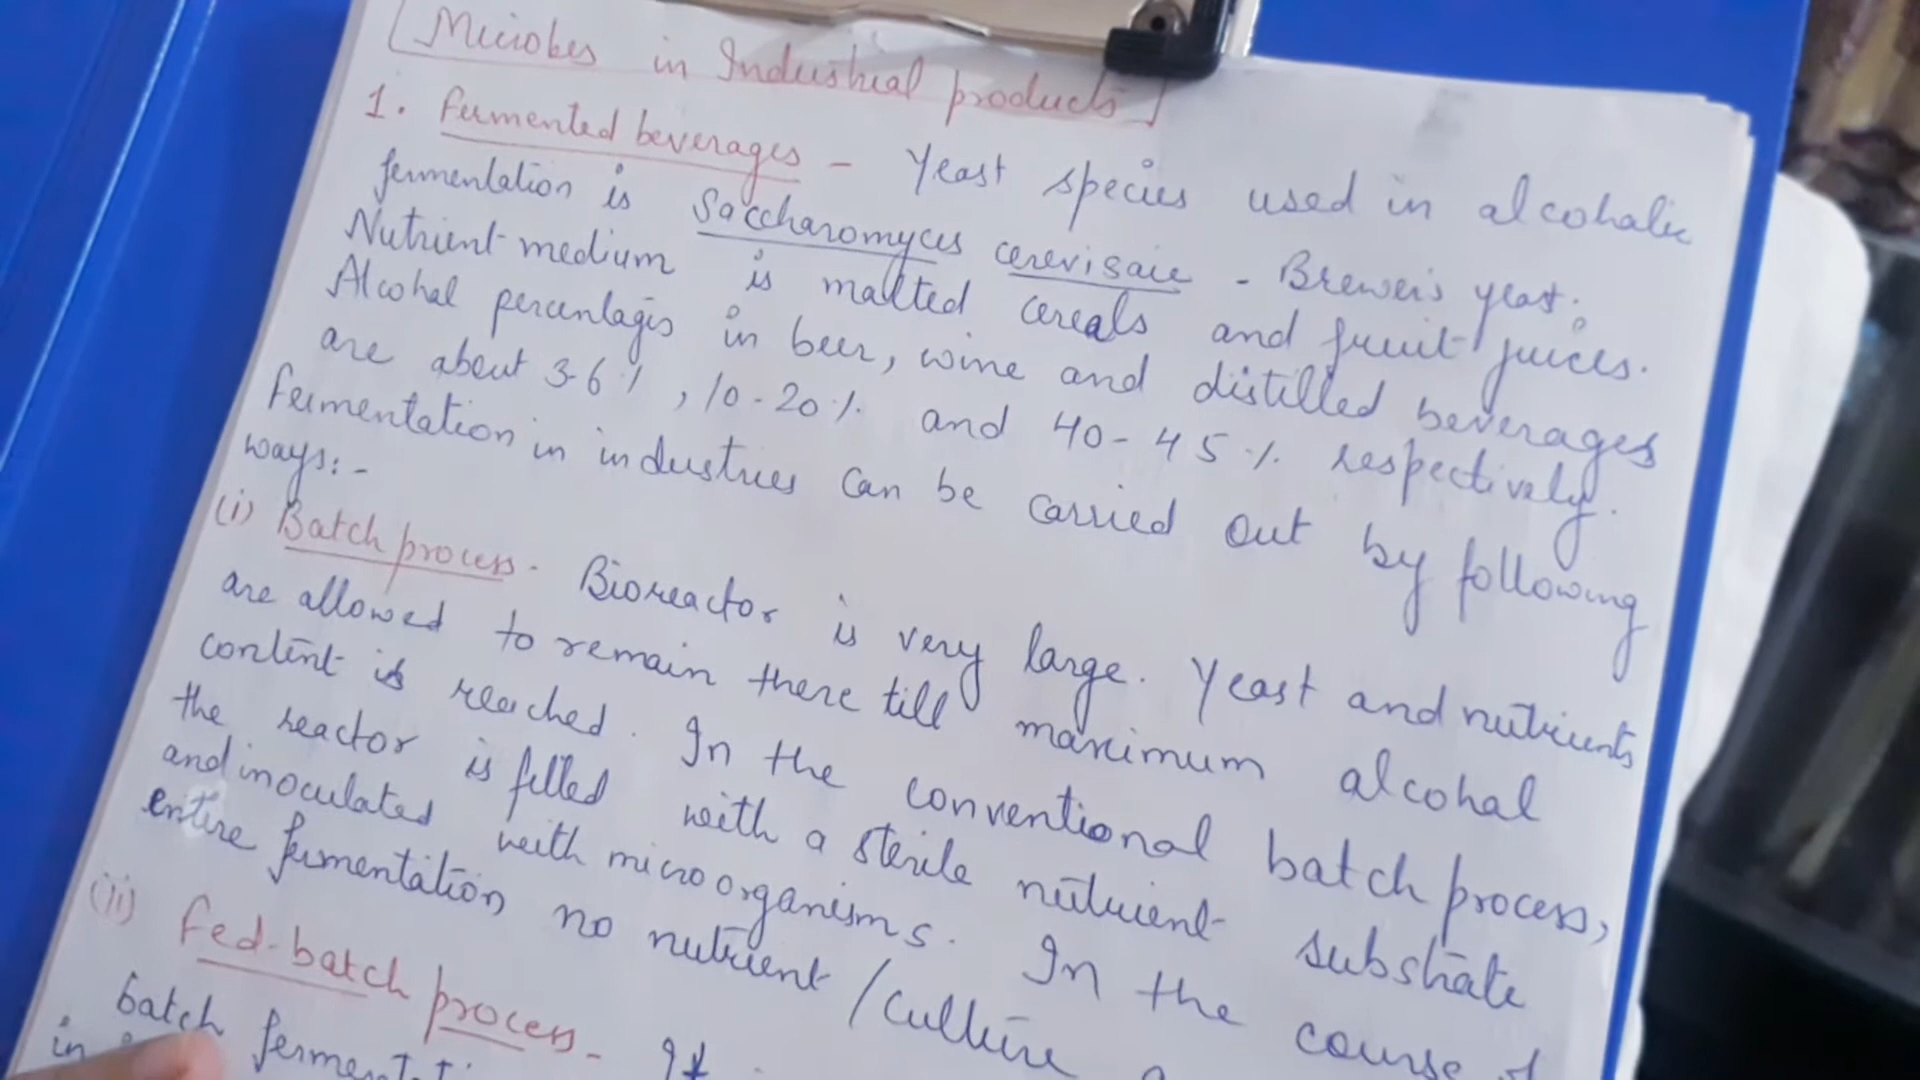 Microbes in Industrial products
1. Fermented beverages - Yeast species used in alcohalic
fermentation is Saccharomyces cerevisaie - Brewer's yeast.
Nutrient medium is malted cereals and fruit juices.
Alcohal percentages in beer, wine and distilled beverages
are about 3-6%, 10-20% and 40-45% respectively.
Fermentation in industries can be carried out by following
ways:-
(i) Batch process - Bioreactor is very large. Yeast and nutrients
are allowed to remain there till maximum alcohal
content is reached. In the conventional batch process,
the reactor is filled with a sterile nutrient substrate
and inoculated with microorganisms. In the course of
entire fermentation no nutrient / culture
(ii) Fed-batch process - It
batch
in